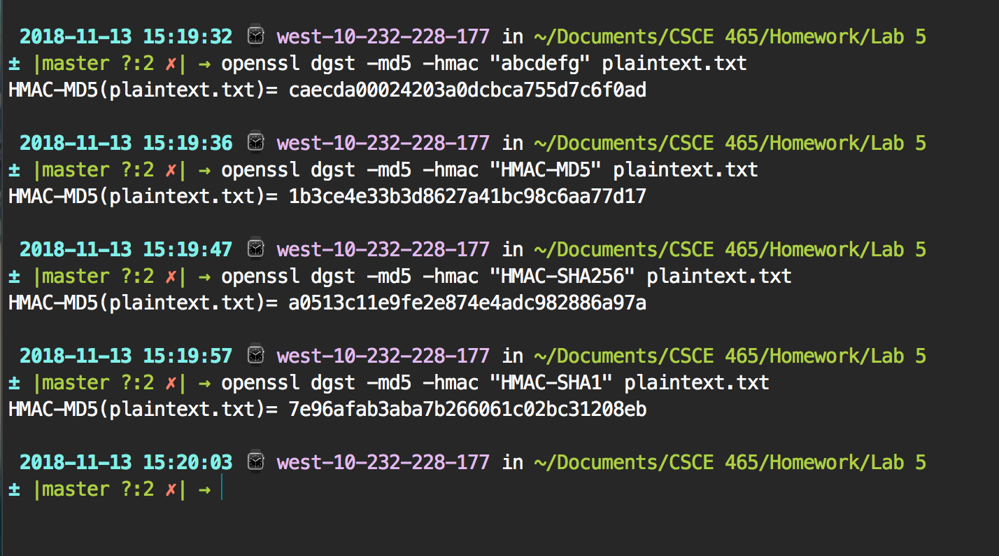 2018-11-13 15:19:32 ⌚ west-10-232-228-177 in ~/Documents/CSCE 465/Homework/Lab 5
± |master ?:2 ✗| → openssl dgst -md5 -hmac "abcdefg" plaintext.txt
HMAC-MD5(plaintext.txt)= caecda00024203a0dcbca755d7c6f0ad
2018-11-13 15:19:36 ⌚ west-10-232-228-177 in ~/Documents/CSCE 465/Homework/Lab 5
± |master ?:2 ✗| → openssl dgst -md5 -hmac "HMAC-MD5" plaintext.txt
HMAC-MD5(plaintext.txt)= 1b3ce4e33b3d8627a41bc98c6aa77d17
2018-11-13 15:19:47 ⌚ west-10-232-228-177 in ~/Documents/CSCE 465/Homework/Lab 5
± |master ?:2 ✗| → openssl dgst -md5 -hmac "HMAC-SHA256" plaintext.txt
HMAC-MD5(plaintext.txt)= a0513c11e9fe2e874e4adc982886a97a
2018-11-13 15:19:57 ⌚ west-10-232-228-177 in ~/Documents/CSCE 465/Homework/Lab 5
± |master ?:2 ✗| → openssl dgst -md5 -hmac "HMAC-SHA1" plaintext.txt
HMAC-MD5(plaintext.txt)= 7e96afab3aba7b266061c02bc31208eb
2018-11-13 15:20:03 ⌚ west-10-232-228-177 in ~/Documents/CSCE 465/Homework/Lab 5
± |master ?:2 ✗| →